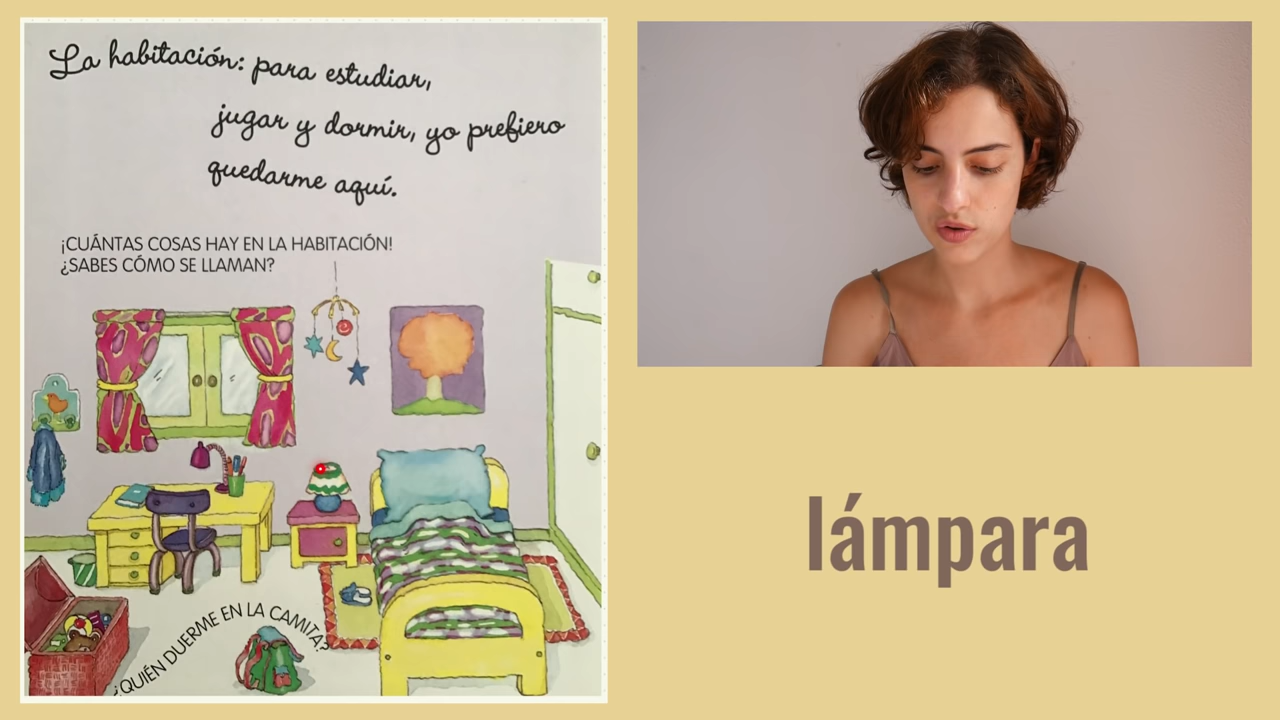 La habitación: para estudiar,
jugar y dormir, yo prefiero
quedarme aquí.
¡CUÁNTAS COSAS HAY EN LA HABITACIÓN!
¿SABES CÓMO SE LLAMAN?
¿QUIÉN DUERME EN LA CAMITA?
lámpara